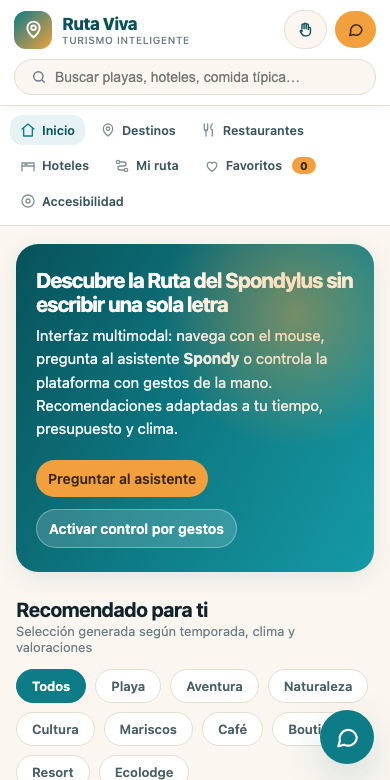 Ruta Viva
TURISMO INTELIGENTE
Buscar playas, hoteles, comida típica…
Inicio
Destinos
Restaurantes
Hoteles
Mi ruta
Favoritos
0
Accesibilidad
Descubre la Ruta del Spondylus sin
escribir una sola letra
Interfaz multimodal: navega con el mouse,
pregunta al asistente Spondy o controla la
plataforma con gestos de la mano.
Recomendaciones adaptadas a tu tiempo,
presupuesto y clima.
Preguntar al asistente
Activar control por gestos
Recomendado para ti
Selección generada según temporada, clima y
valoraciones
Todos
Playa
Aventura
Naturaleza
Cultura
Mariscos
Café
Resort
Ecolodge